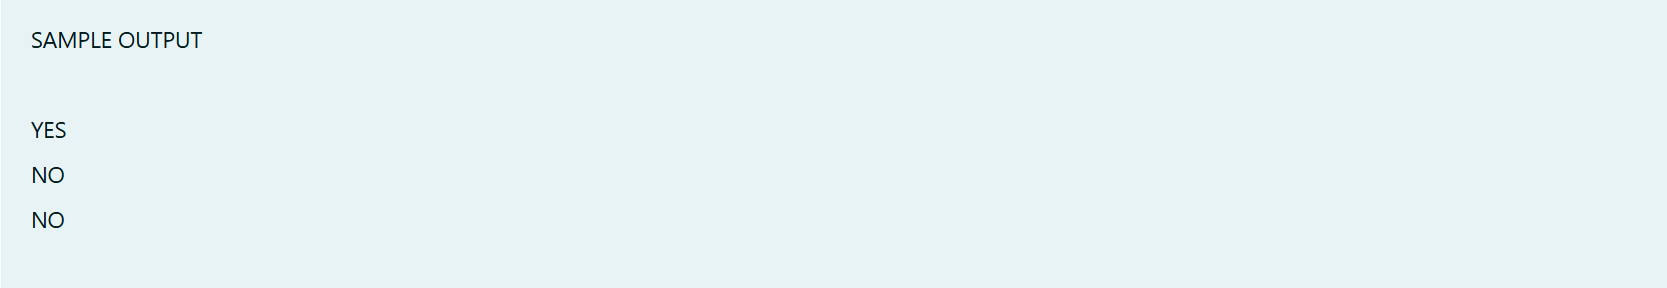 SAMPLE OUTPUT
YES
NO
NO